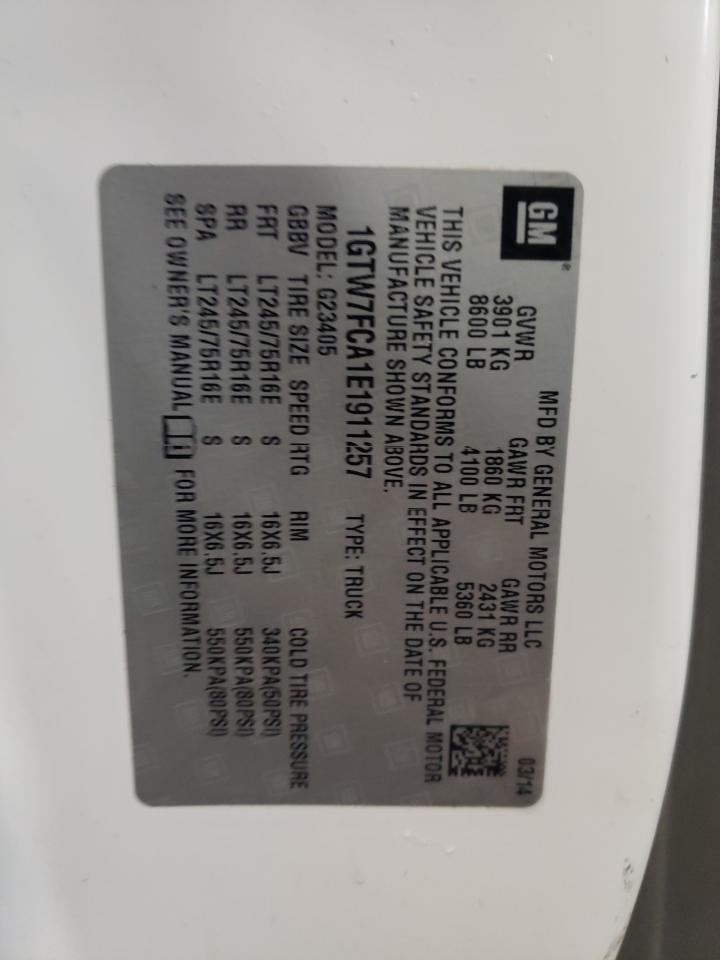 GM®
MFD BY GENERAL MOTORS LLC 03/14
GVWR GAWR FRT GAWR RR
3901 KG 1860 KG 2431 KG
8600 LB 4100 LB 5360 LB
THIS VEHICLE CONFORMS TO ALL APPLICABLE U.S. FEDERAL MOTOR
VEHICLE SAFETY STANDARDS IN EFFECT ON THE DATE OF
MANUFACTURE SHOWN ABOVE.
1GTW7FCA1E1911257 TYPE: TRUCK
MODEL: G23405
GBBV TIRE SIZE SPEED RTG RIM COLD TIRE PRESSURE
FRT LT245/75R16E S 16X6.5J 340KPA(50PSI)
RR LT245/75R16E S 16X6.5J 550KPA(80PSI)
SPA LT245/75R16E S 16X6.5J 550KPA(80PSI)
SEE OWNER'S MANUAL FOR MORE INFORMATION.